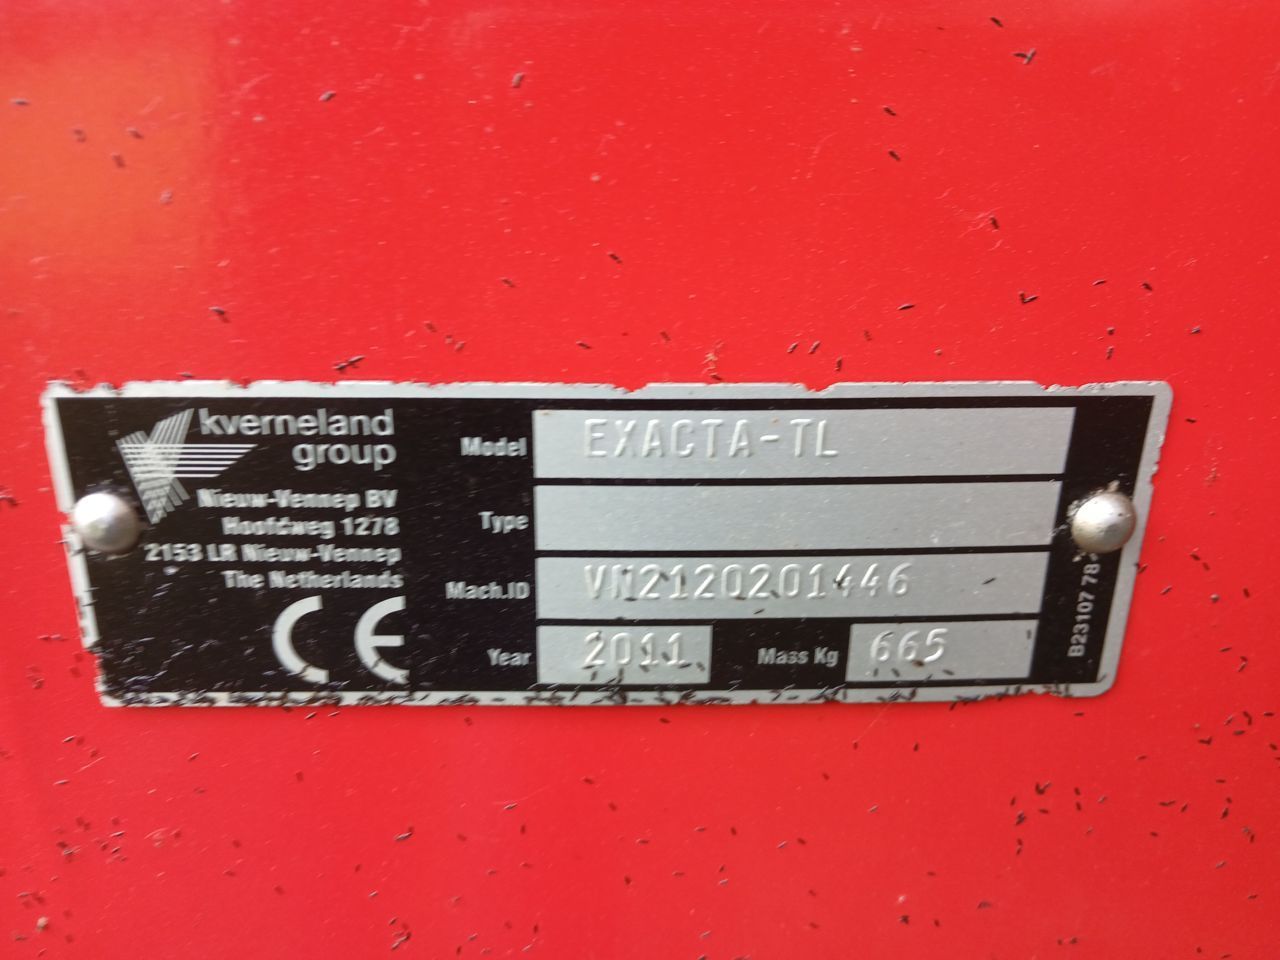 kverneland
group
Nieuw-Vennep BV
Hoofdweg 1278
2153 LR Nieuw-Vennep
The Netherlands
CE
Model EXACTA-TL
Type
Mach.ID VN2120201446
Year 2011 Mass Kg 665
B23107 78